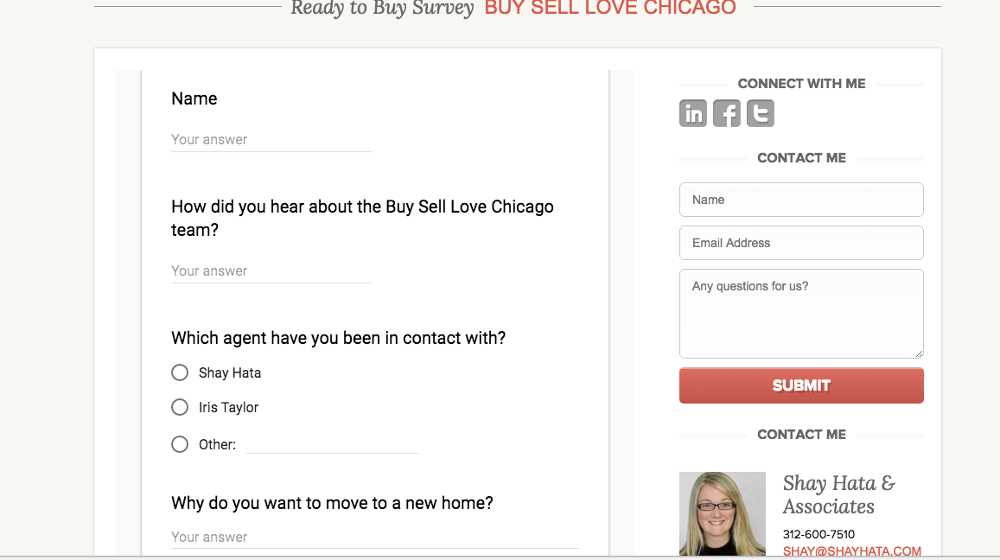 Ready to Buy Survey BUY SELL LOVE CHICAGO
Name
Your answer
How did you hear about the Buy Sell Love Chicago
team?
Your answer
Which agent have you been in contact with?
Shay Hata
Iris Taylor
Other:
Why do you want to move to a new home?
Your answer
CONNECT WITH ME
in f t
CONTACT ME
Name
Email Address
Any questions for us?
SUBMIT
CONTACT ME
Shay Hata &
Associates
312-600-7510
SHAY@SHAYHATA.COM